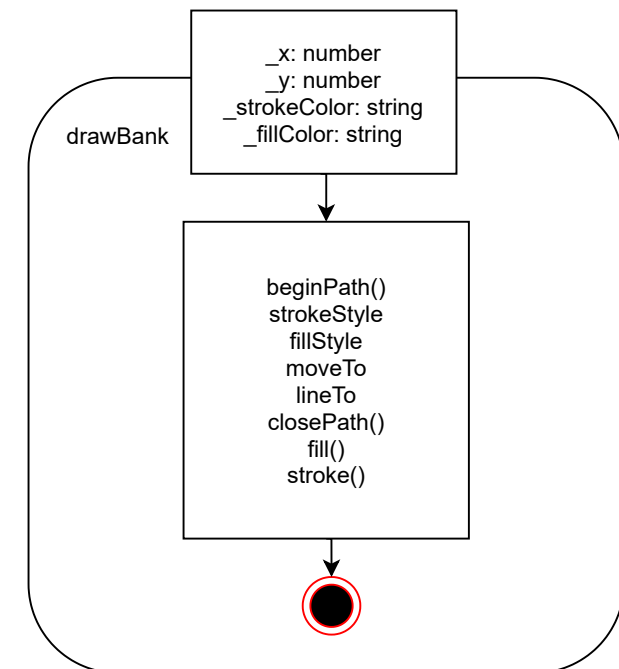 _x: number
_y: number
_strokeColor: string
_fillColor: string
drawBank
beginPath()
strokeStyle
fillStyle
moveTo
lineTo
closePath()
fill()
stroke()